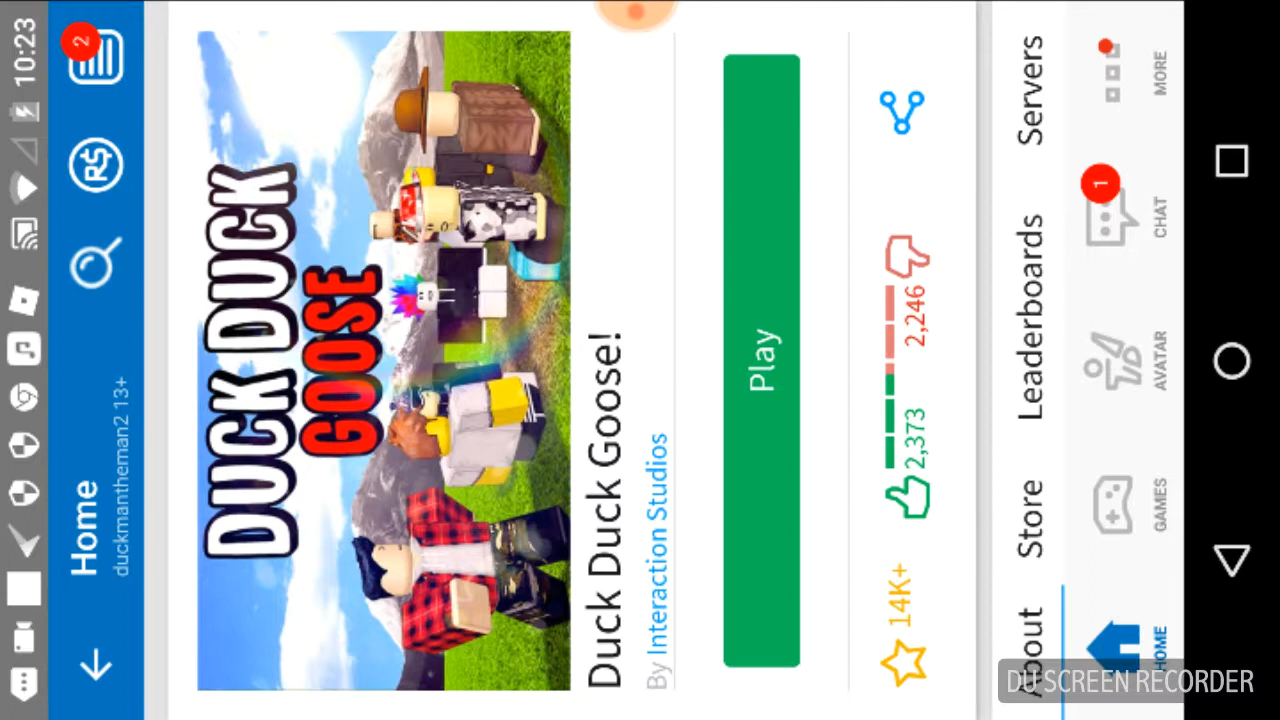 10:23
Home
duckmantheman2 13+
R$
2
DUCK DUCK
GOOSE
Duck Duck Goose!
By Interaction Studios
Play
14K+
2,373
2,246
About
Store
Leaderboards
Servers
HOME
GAMES
AVATAR
CHAT
1
MORE
DU SCREEN RECORDER